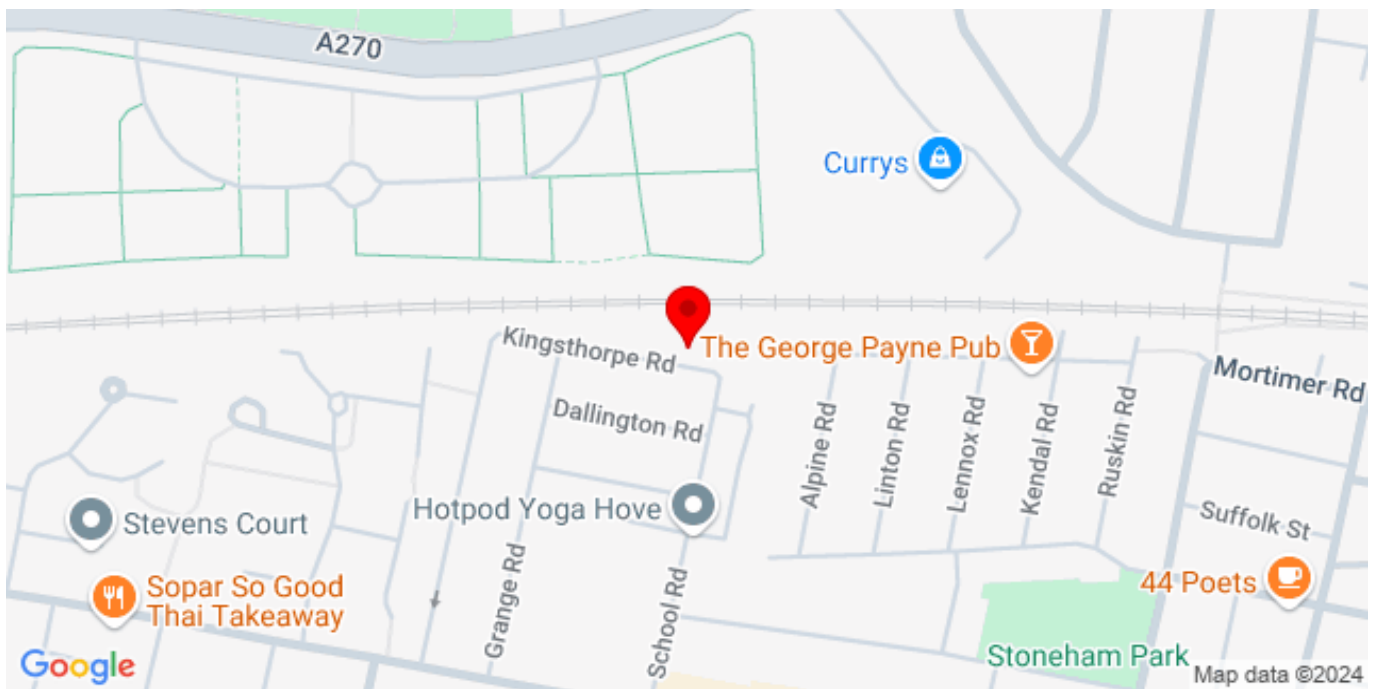 A270
Currys
Kingsthorpe Rd
The George Payne Pub
Mortimer Rd
Dallington Rd
Alpine Rd
Linton Rd
Lennox Rd
Kendal Rd
Ruskin Rd
Hotpod Yoga Hove
Stevens Court
Suffolk St
Grange Rd
School Rd
Sopar So Good
Thai Takeaway
44 Poets
Stoneham Park
Google
Map data ©2024